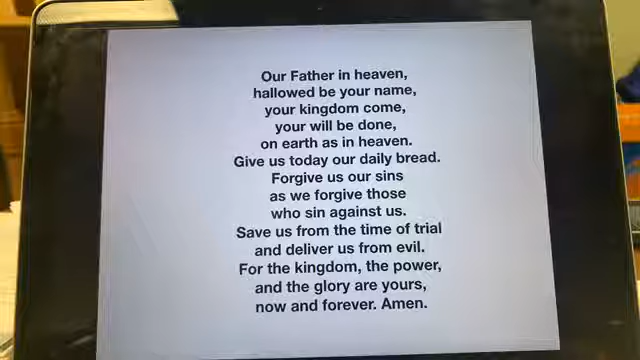 Our Father in heaven,
hallowed be your name,
your kingdom come,
your will be done,
on earth as in heaven.
Give us today our daily bread.
Forgive us our sins
as we forgive those
who sin against us.
Save us from the time of trial
and deliver us from evil.
For the kingdom, the power,
and the glory are yours,
now and forever. Amen.